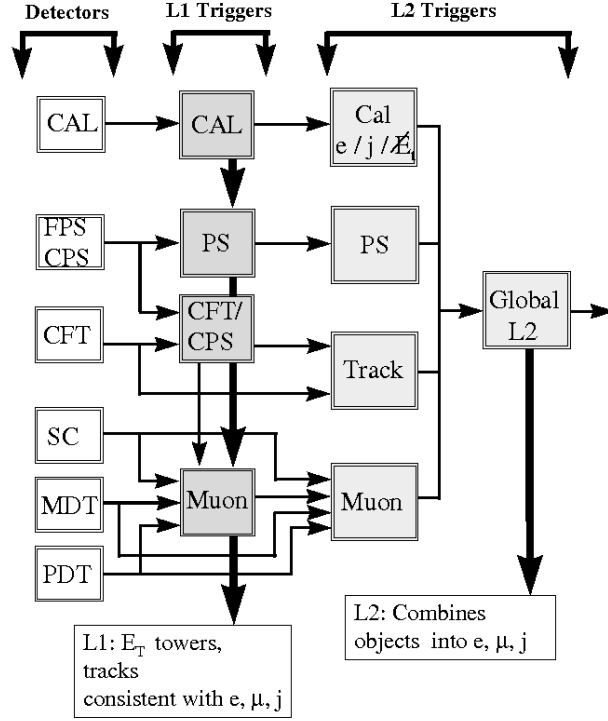 Detectors
L1 Triggers
L2 Triggers
CAL
CAL
Cal
e / j / E̸t
FPS
CPS
PS
PS
CFT
CFT/
CPS
Track
Global
L2
SC
MDT
PDT
Muon
Muon
L1: ET towers,
tracks
consistent with e, μ, j
L2: Combines
objects into e, μ, j